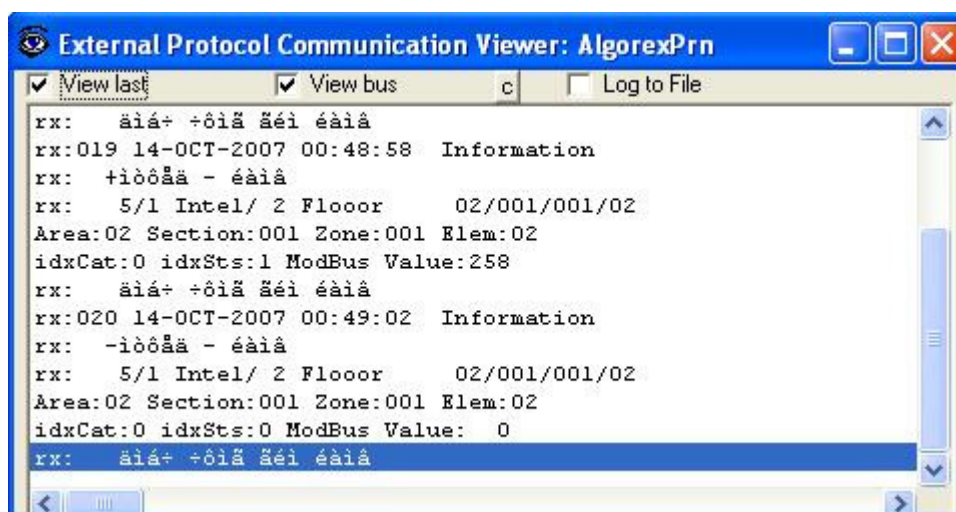 External Protocol Communication Viewer: AlgorexPrn
View last View bus c Log to File
rx: äìá÷ ÷ôìã ãéì éàìâ
rx:019 14-OCT-2007 00:48:58 Information
rx: +ìòôåä - éàìâ
rx: 5/1 Intel/ 2 Flooor 02/001/001/02
Area:02 Section:001 Zone:001 Elem:02
idxCat:0 idxSts:1 ModBus Value:258
rx: äìá÷ ÷ôìã ãéì éàìâ
rx:020 14-OCT-2007 00:49:02 Information
rx: -ìòôåä - éàìâ
rx: 5/1 Intel/ 2 Flooor 02/001/001/02
Area:02 Section:001 Zone:001 Elem:02
idxCat:0 idxSts:0 ModBus Value: 0
rx: äìá÷ ÷ôìã ãéì éàìâ